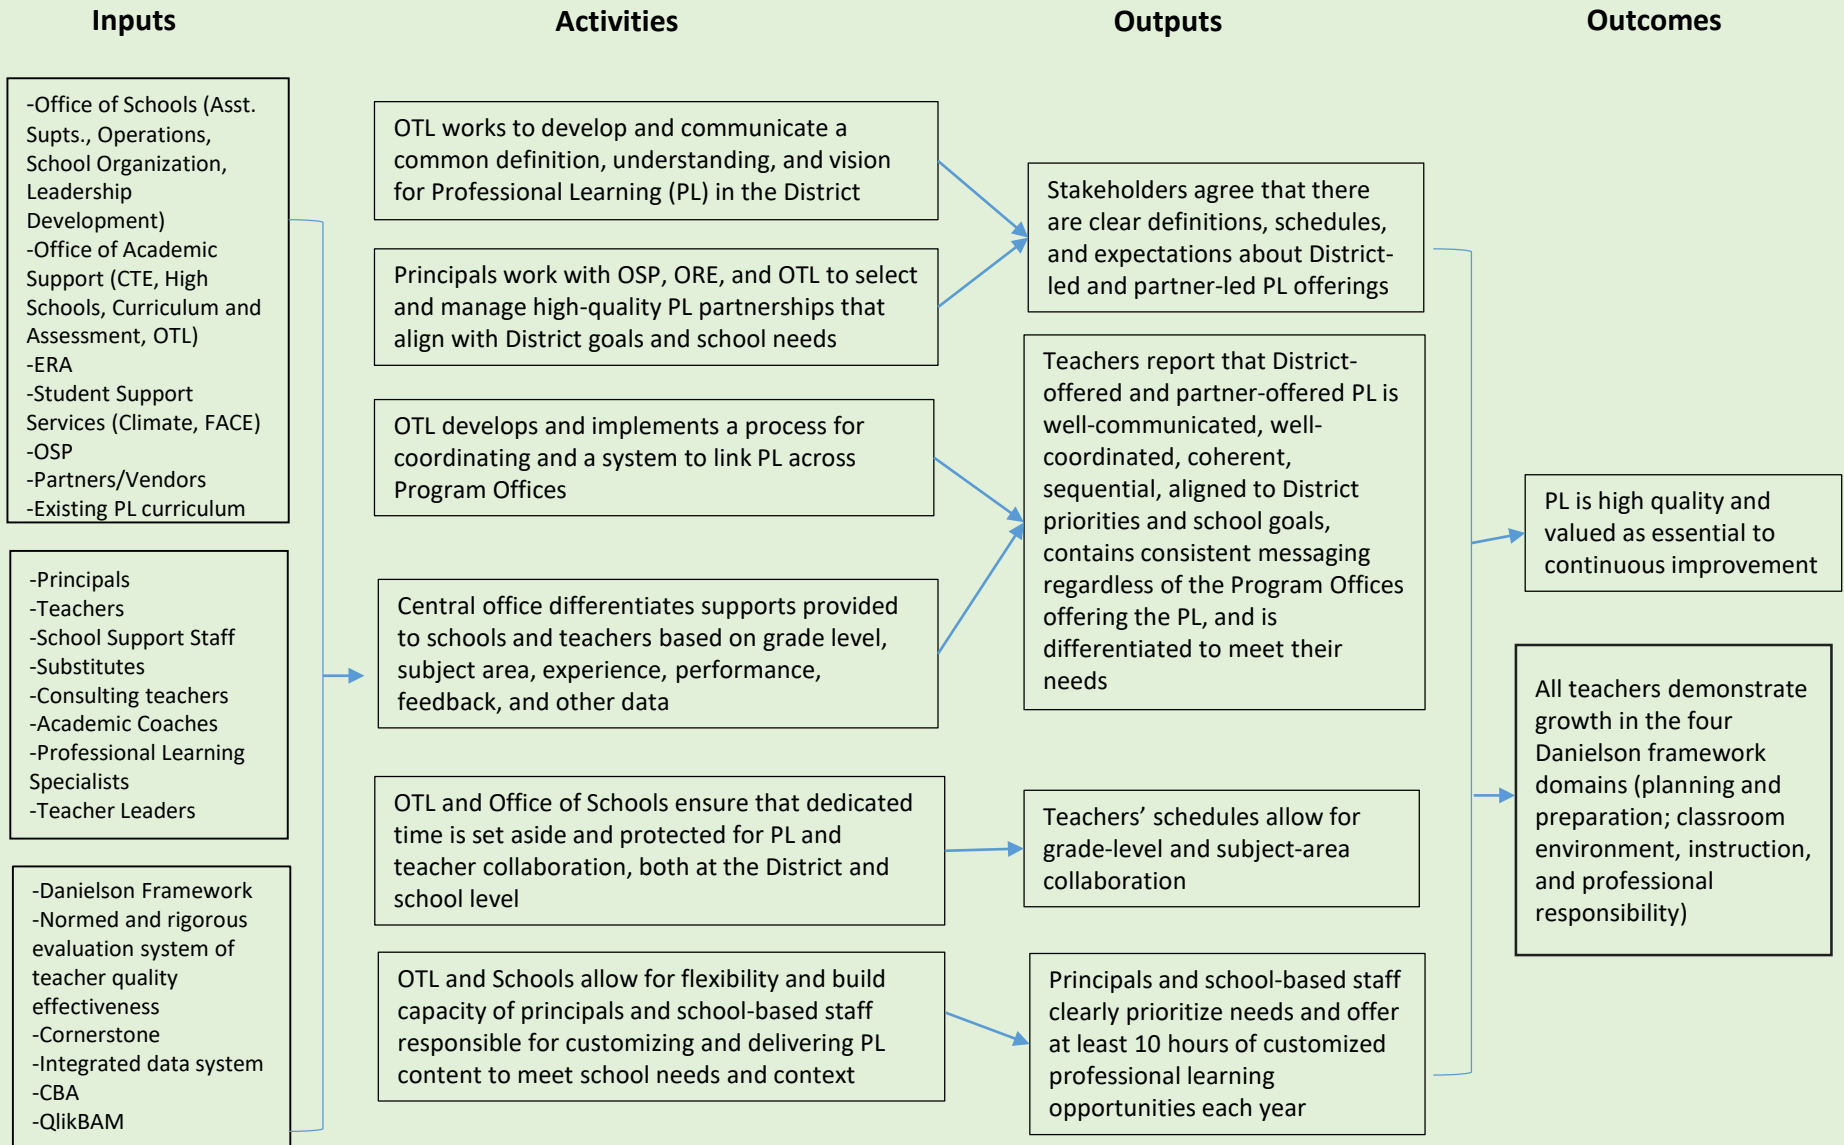 Inputs
Activities
Outputs
Outcomes
-Office of Schools (Asst.
Supts., Operations,
School Organization,
Leadership
Development)
-Office of Academic
Support (CTE, High
Schools, Curriculum and
Assessment, OTL)
-ERA
-Student Support
Services (Climate, FACE)
-OSP
-Partners/Vendors
-Existing PL curriculum
-Principals
-Teachers
-School Support Staff
-Substitutes
-Consulting teachers
-Academic Coaches
-Professional Learning
Specialists
-Teacher Leaders
-Danielson Framework
-Normed and rigorous
evaluation system of
teacher quality
effectiveness
-Cornerstone
-Integrated data system
-CBA
-QlikBAM
OTL works to develop and communicate a
common definition, understanding, and vision
for Professional Learning (PL) in the District
Principals work with OSP, ORE, and OTL to select
and manage high-quality PL partnerships that
align with District goals and school needs
OTL develops and implements a process for
coordinating and a system to link PL across
Program Offices
Central office differentiates supports provided
to schools and teachers based on grade level,
subject area, experience, performance,
feedback, and other data
OTL and Office of Schools ensure that dedicated
time is set aside and protected for PL and
teacher collaboration, both at the District and
school level
OTL and Schools allow for flexibility and build
capacity of principals and school-based staff
responsible for customizing and delivering PL
content to meet school needs and context
Stakeholders agree that there
are clear definitions, schedules,
and expectations about District-
led and partner-led PL offerings
Teachers report that District-
offered and partner-offered PL is
well-communicated, well-
coordinated, coherent,
sequential, aligned to District
priorities and school goals,
contains consistent messaging
regardless of the Program Offices
offering the PL, and is
differentiated to meet their
needs
Teachers’ schedules allow for
grade-level and subject-area
collaboration
Principals and school-based staff
clearly prioritize needs and offer
at least 10 hours of customized
professional learning
opportunities each year
PL is high quality and
valued as essential to
continuous improvement
All teachers demonstrate
growth in the four
Danielson framework
domains (planning and
preparation; classroom
environment, instruction,
and professional
responsibility)